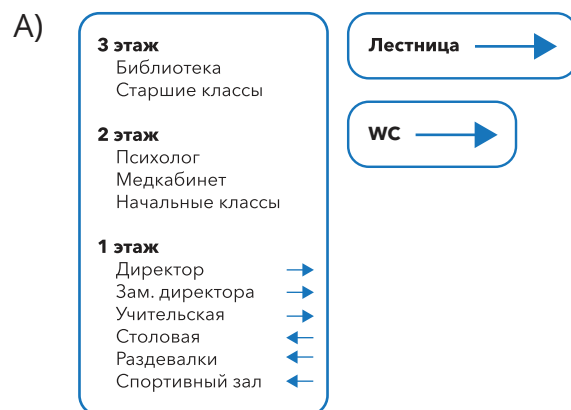 А)
3 этаж
Библиотека
Старшие классы
2 этаж
Психолог
Медкабинет
Начальные классы
1 этаж
Директор
Зам. директора
Учительская
Столовая
Раздевалки
Спортивный зал
Лестница
WC